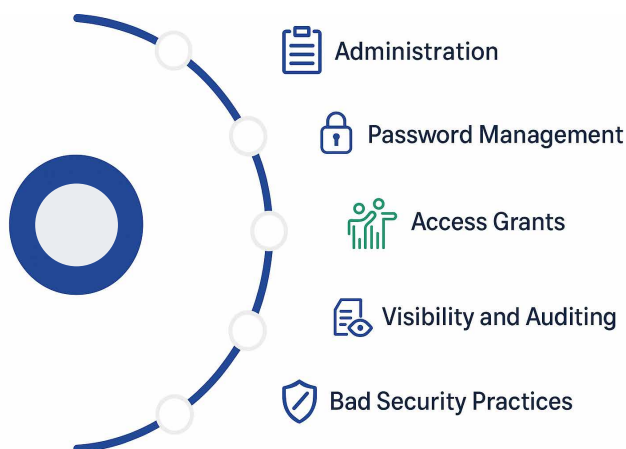 Administration
Password Management
Access Grants
Visibility and Auditing
Bad Security Practices